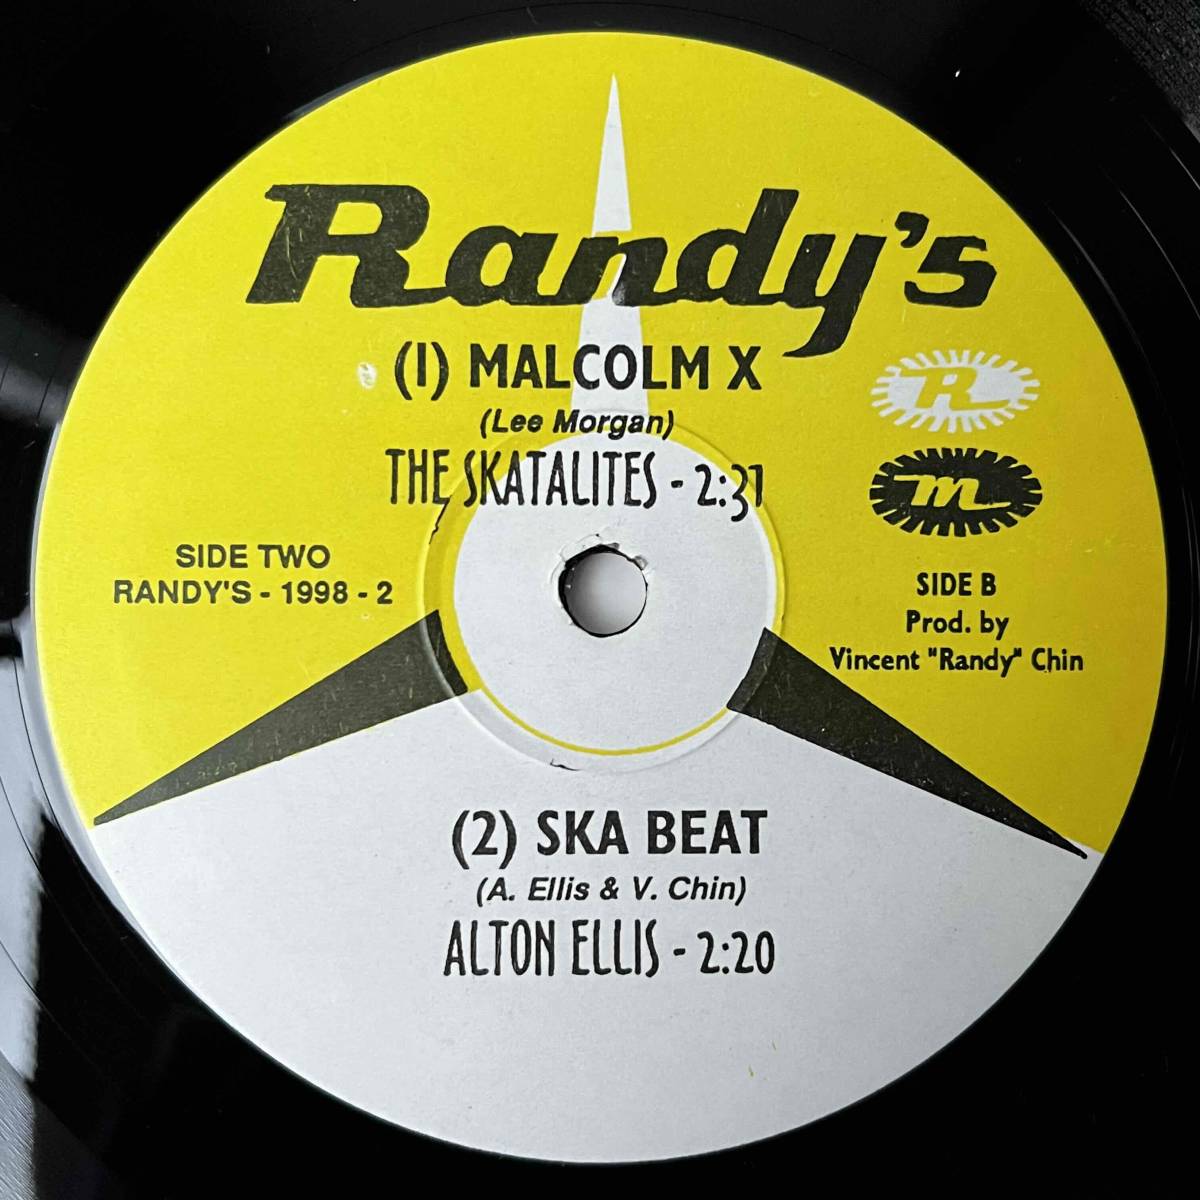 Randy's
(1) MALCOLM X
(Lee Morgan)
THE SKATALITES - 2:31
R
m
SIDE TWO
RANDY'S - 1998 - 2
SIDE B
Prod. by
Vincent "Randy" Chin
(2) SKA BEAT
(A. Ellis & V. Chin)
ALTON ELLIS - 2:20